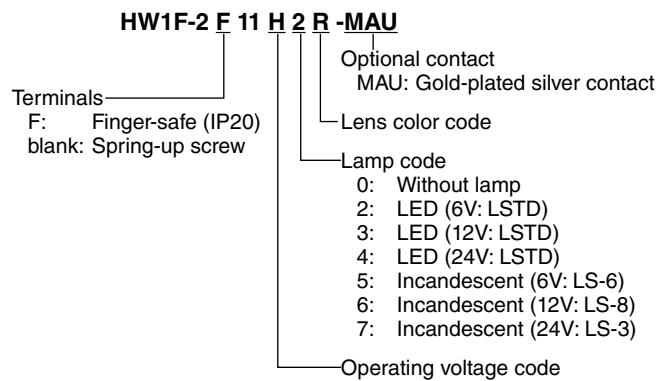 HW1F-2 F 11 H 2 R -MAU
Optional contact
MAU: Gold-plated silver contact
Terminals
F: Finger-safe (IP20)
blank: Spring-up screw
Lens color code
Lamp code
0: Without lamp
2: LED (6V: LSTD)
3: LED (12V: LSTD)
4: LED (24V: LSTD)
5: Incandescent (6V: LS-6)
6: Incandescent (12V: LS-8)
7: Incandescent (24V: LS-3)
Operating voltage code